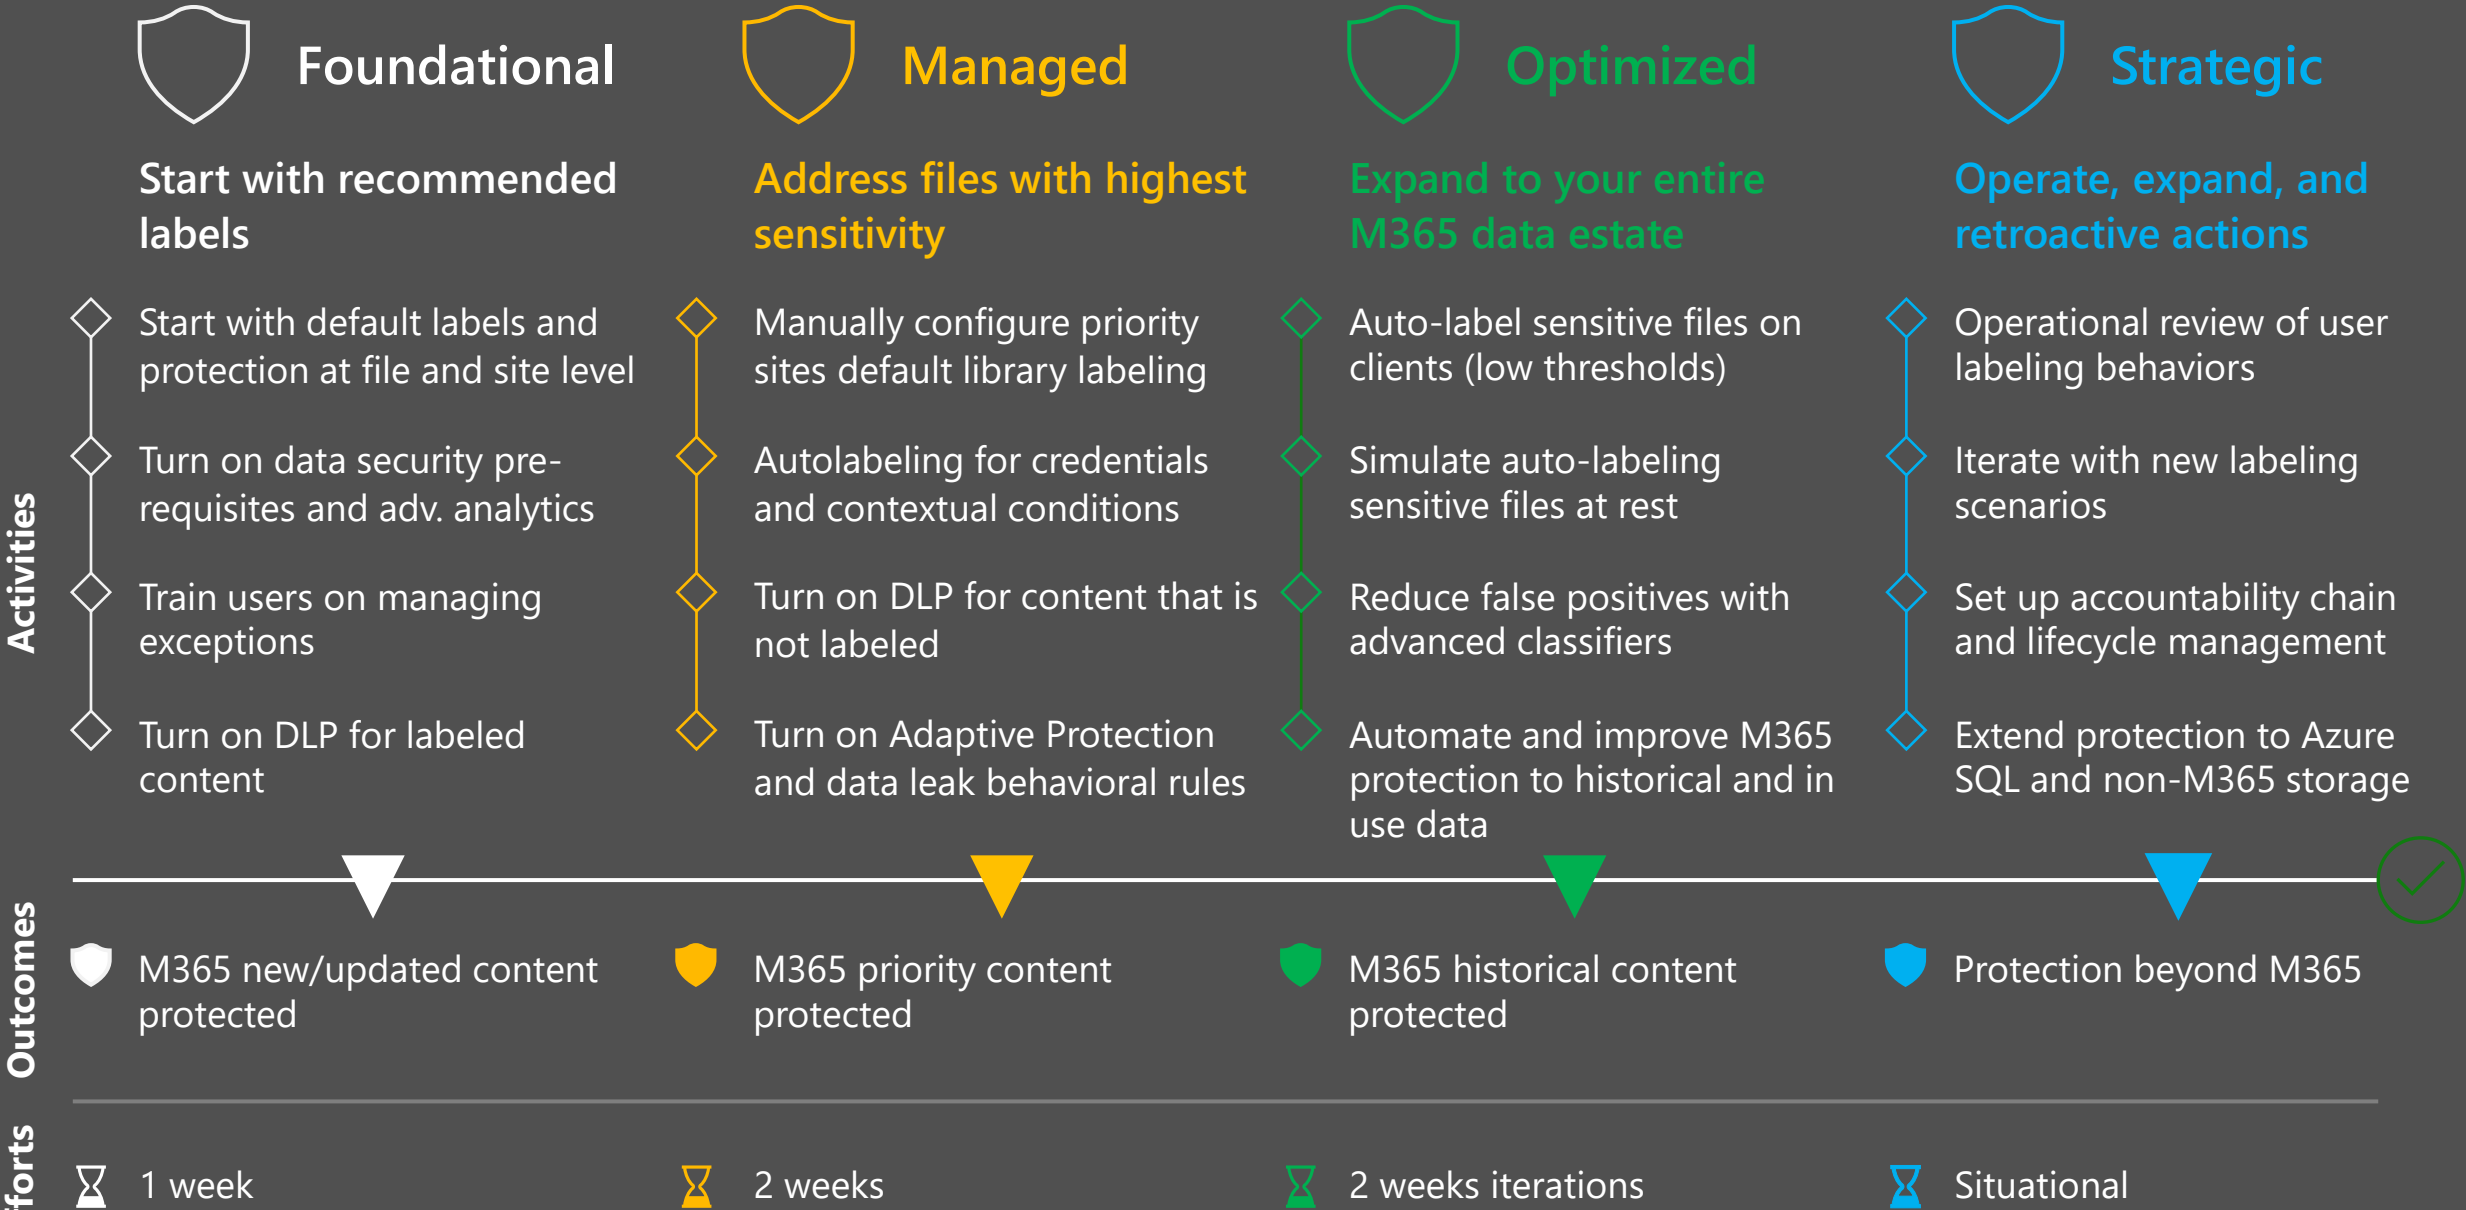 Foundational
Start with recommended
labels
Start with default labels and
protection at file and site level
Turn on data security pre-
requisites and adv. analytics
Train users on managing
exceptions
Turn on DLP for labeled
content
Managed
Address files with highest
sensitivity
Manually configure priority
sites default library labeling
Autolabeling for credentials
and contextual conditions
Turn on DLP for content that is
not labeled
Turn on Adaptive Protection
and data leak behavioral rules
Optimized
Expand to your entire
M365 data estate
Auto-label sensitive files on
clients (low thresholds)
Simulate auto-labeling
sensitive files at rest
Reduce false positives with
advanced classifiers
Automate and improve M365
protection to historical and in
use data
Strategic
Operate, expand, and
retroactive actions
Operational review of user
labeling behaviors
Iterate with new labeling
scenarios
Set up accountability chain
and lifecycle management
Extend protection to Azure
SQL and non-M365 storage
Activities
Outcomes
M365 new/updated content
protected
M365 priority content
protected
M365 historical content
protected
Protection beyond M365
fforts
1 week
2 weeks
2 weeks iterations
Situational